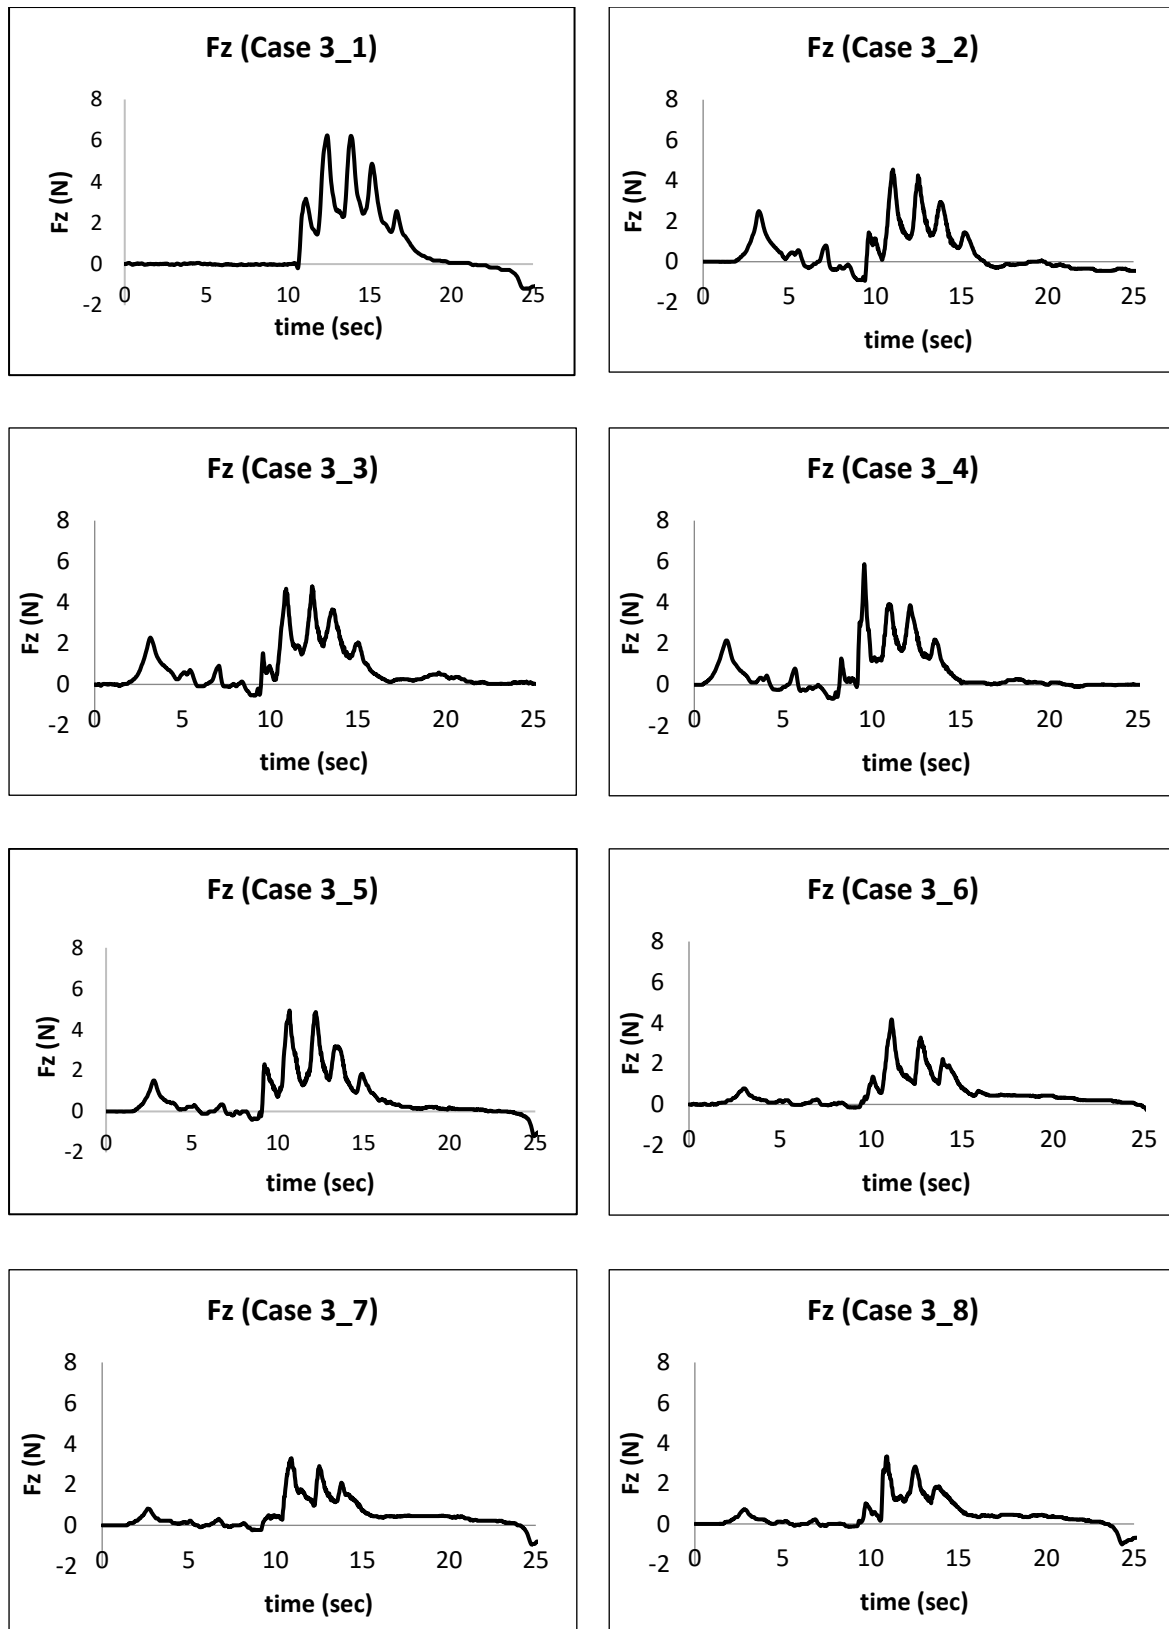 Fz (Case 3_1)
8
6
4
2
0
-2
Fz (N)
0 5 10 15 20 25
time (sec)
Fz (Case 3_2)
8
6
4
2
0
-2
Fz (N)
0 5 10 15 20 25
time (sec)
Fz (Case 3_3)
8
6
4
2
0
-2
Fz (N)
0 5 10 15 20 25
time (sec)
Fz (Case 3_4)
8
6
4
2
0
-2
Fz (N)
0 5 10 15 20 25
time (sec)
Fz (Case 3_5)
8
6
4
2
0
-2
Fz (N)
0 5 10 15 20 25
time (sec)
Fz (Case 3_6)
8
6
4
2
0
-2
Fz (N)
0 5 10 15 20 25
time (sec)
Fz (Case 3_7)
8
6
4
2
0
-2
Fz (N)
0 5 10 15 20 25
time (sec)
Fz (Case 3_8)
8
6
4
2
0
-2
Fz (N)
0 5 10 15 20 25
time (sec)